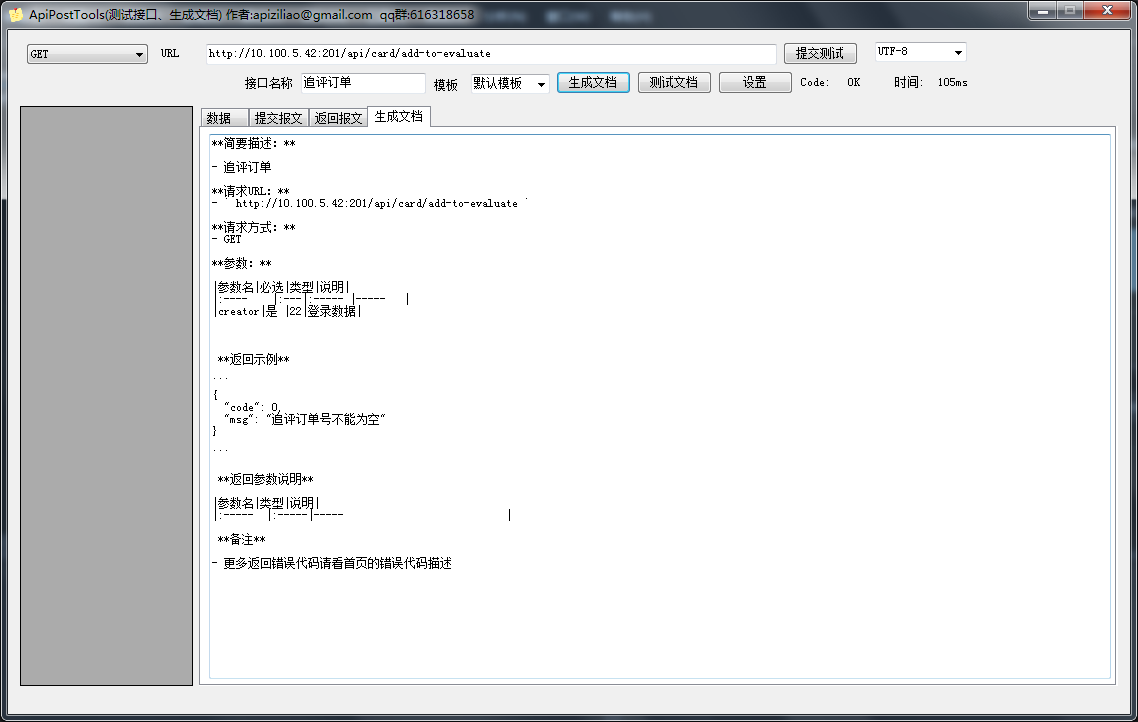 ApiPostTools(测试接口、生成文档) 作者:apiziliao@gmail.com qq群:616318658
GET URL http://10.100.5.42:201/api/card/add-to-evaluate 提交测试 UTF-8
接口名称 追评订单 模板 默认模板 生成文档 测试文档 设置 Code: OK 时间: 105ms
数据 提交报文 返回报文 生成文档
**简要描述：**
- 追评订单
**请求URL：**
- ` http://10.100.5.42:201/api/card/add-to-evaluate `
**请求方式：**
- GET
**参数：**
|参数名|必选|类型|说明|
|:---- |:---|:----- |----- |
|creator|是 |22|登录数据|
**返回示例**
```
{
"code": 0,
"msg": "追评订单号不能为空"
}
```
**返回参数说明**
|参数名|类型|说明|
|:----- |:-----|----- |
**备注**
- 更多返回错误代码请看首页的错误代码描述